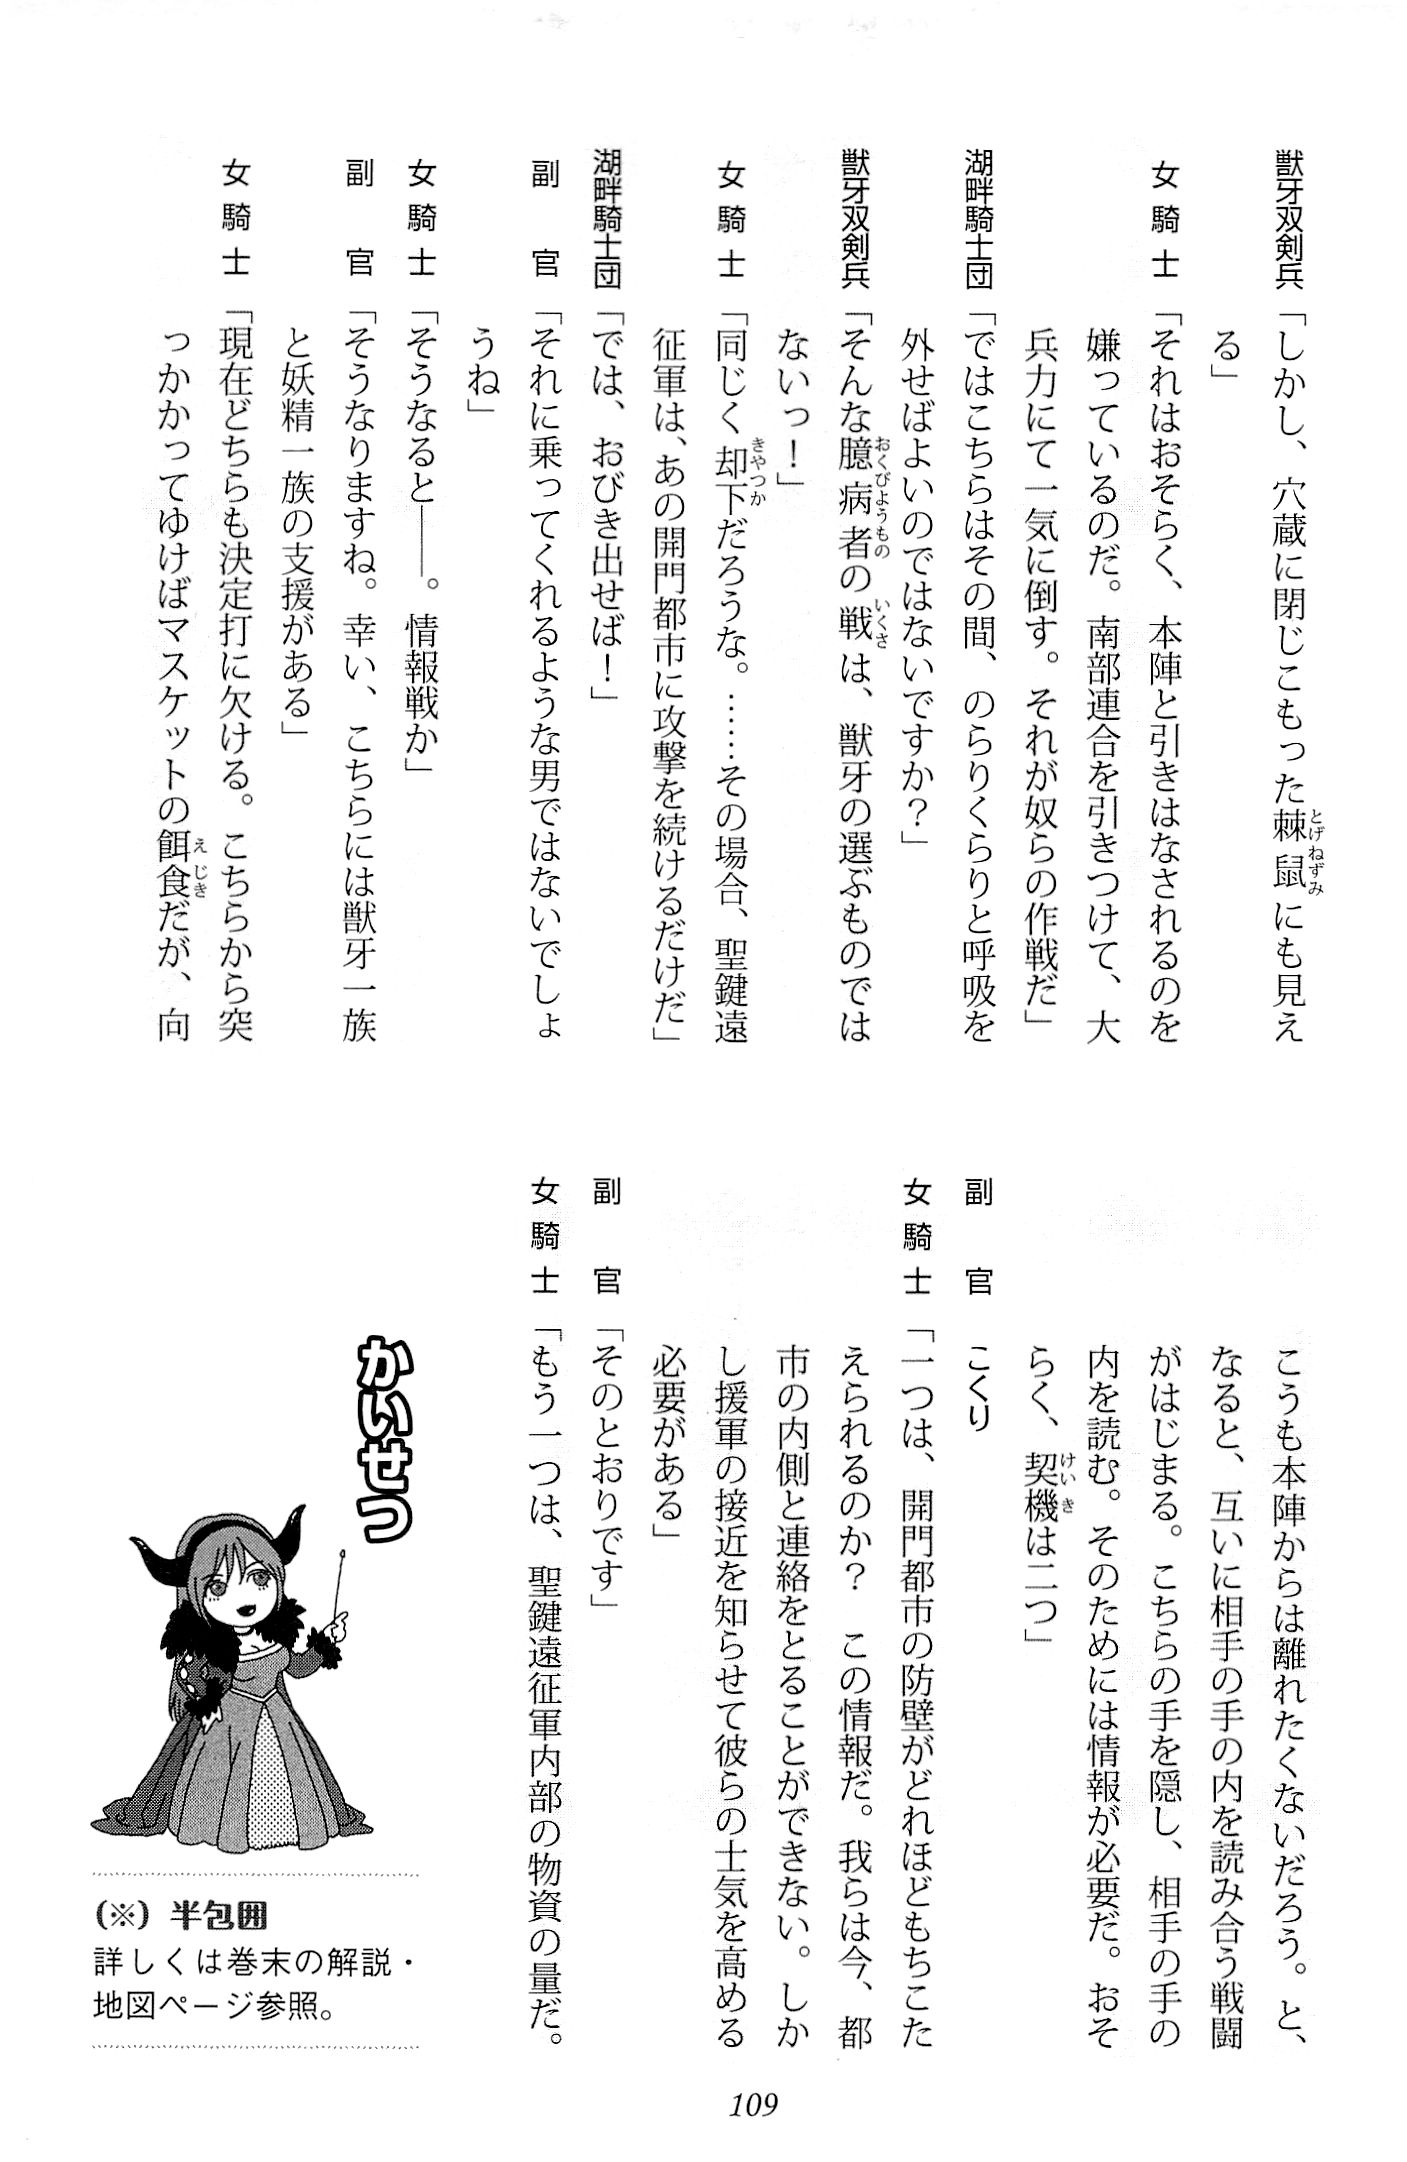 獣牙双剣兵「しかし、穴蔵に閉じこもった棘鼠にも見え
る」
女騎士「それはおそらく、本陣と引きはなされるのを
嫌っているのだ。南部連合を引きつけて、大
兵力にて一気に倒す。それが奴らの作戦だ」
湖畔騎士団「ではこちらはその間、のらりくらりと呼吸を
外せばよいのではないですか？」
獣牙双剣兵「そんな臆病者の戦は、獣牙の選ぶものでは
ないっ！」
女騎士「同じく却下だろうな。……その場合、聖鍵遠
征軍は、あの開門都市に攻撃を続けるだけだ」
湖畔騎士団「では、おびき出せば！」
副官「それに乗ってくれるような男ではないでしょ
うね」
女騎士「そうなると――。情報戦か」
副官「そうなりますね。幸い、こちらには獣牙一族
と妖精一族の支援がある」
女騎士「現在どちらも決定打に欠ける。こちらから突
っかかってゆけばマスケットの餌食だが、向
こうも本陣からは離れたくないだろう。と、
なると、互いに相手の手の内を読み合う戦闘
がはじまる。こちらの手を隠し、相手の手の
内を読む。そのためには情報が必要だ。おそ
らく、契機は二つ」
副官 こくり
女騎士「一つは、開門都市の防壁がどれほどもちこた
えられるのか？　この情報だ。我らは今、都
市の内側と連絡をとることができない。しか
し援軍の接近を知らせて彼らの士気を高める
必要がある」
副官「そのとおりです」
女騎士「もう一つは、聖鍵遠征軍内部の物資の量だ。
かいせつ
（※）半包囲
詳しくは巻末の解説・
地図ページ参照。
109